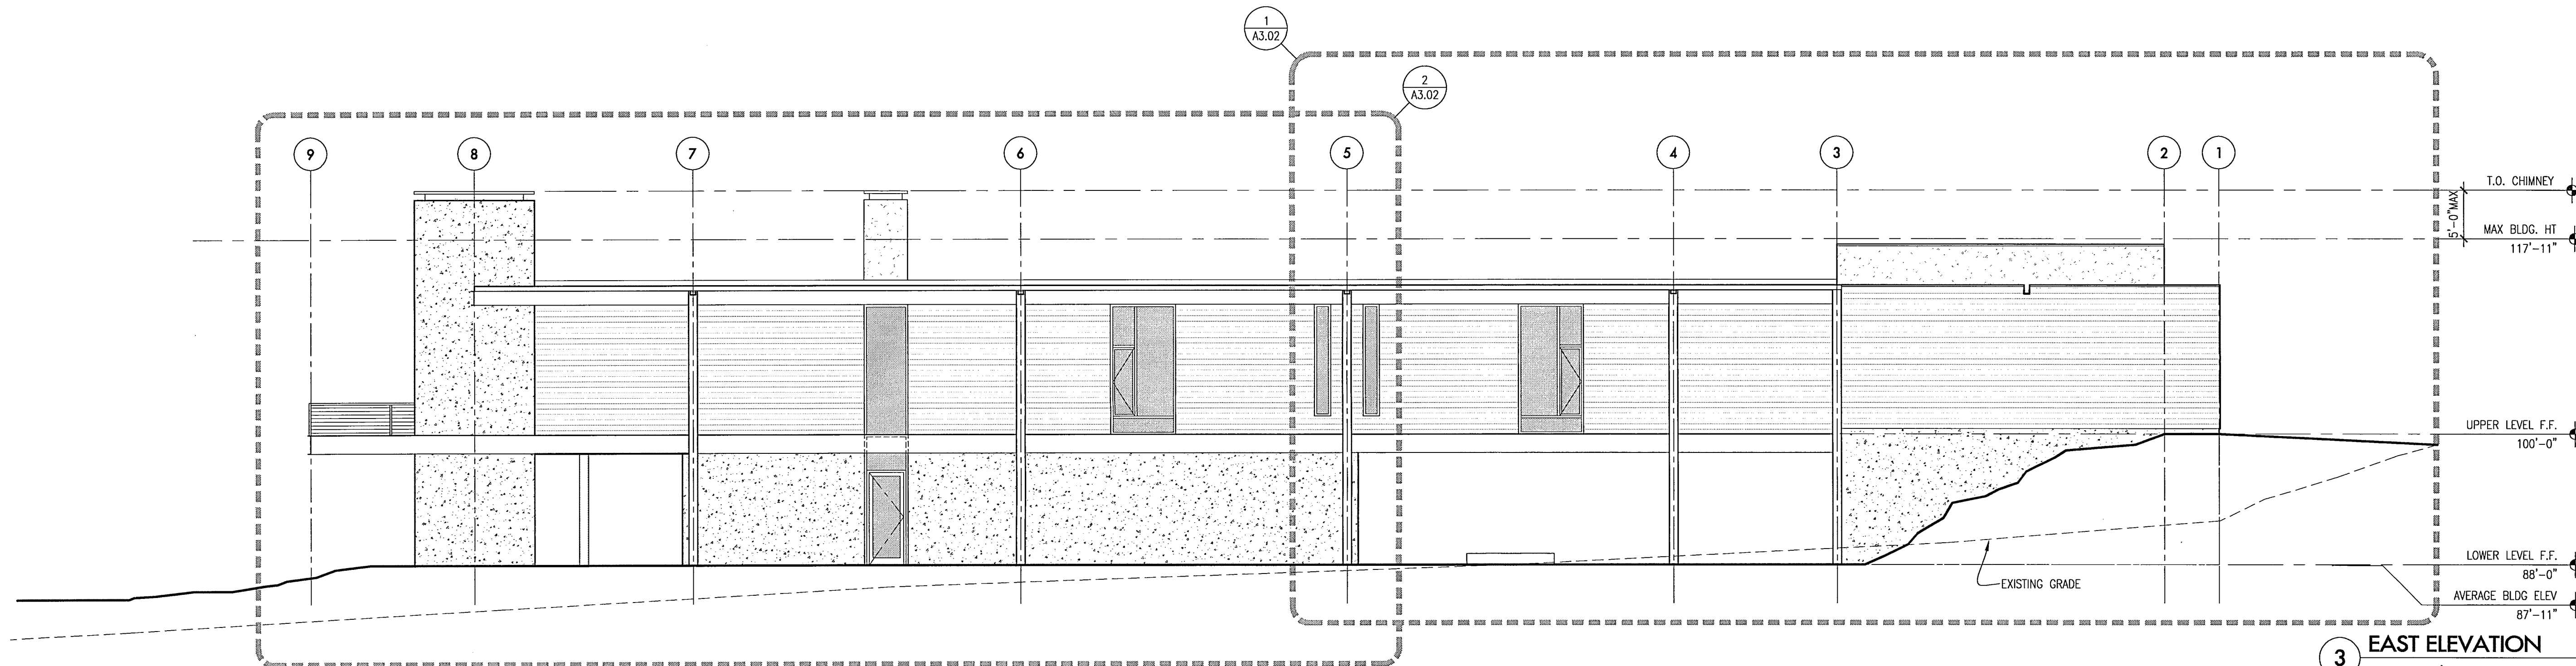 1
A3.02
2
A3.02
9
8
7
6
5
4
3
2
1
T.O. CHIMNEY
5'-0"MAX
MAX BLDG. HT
117'-11"
UPPER LEVEL F.F.
100'-0"
LOWER LEVEL F.F.
88'-0"
EXISTING GRADE
AVERAGE BLDG ELEV
87'-11"
3
EAST ELEVATION